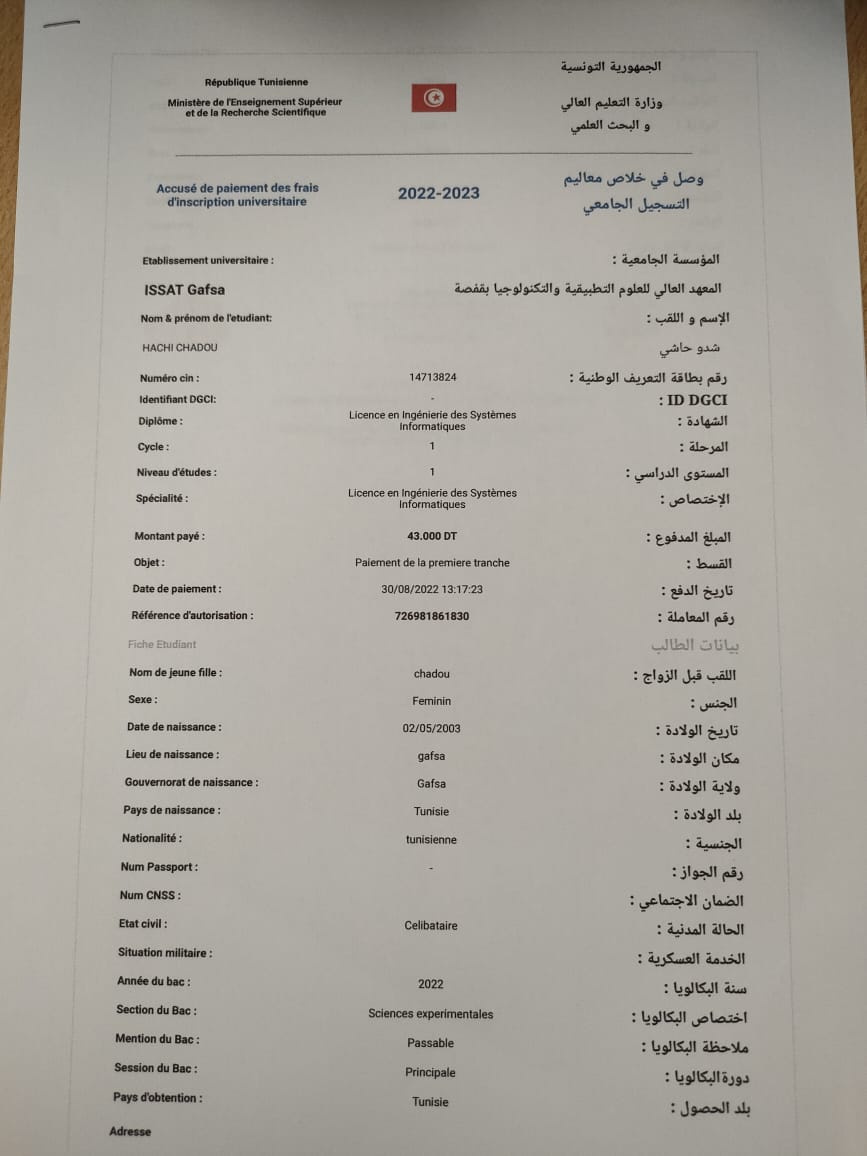 République Tunisienne
Ministère de l'Enseignement Supérieur
et de la Recherche Scientifique
الجمهورية التونسية
وزارة التعليم العالي
و البحث العلمي
Accusé de paiement des frais
d'inscription universitaire
2022-2023
وصل في خلاص معاليم
التسجيل الجامعي
Etablissement universitaire : المؤسسة الجامعية :
ISSAT Gafsa المعهد العالي للعلوم التطبيقية والتكنولوجيا بقفصة
Nom & prénom de l'etudiant: الإسم و اللقب :
HACHI CHADOU شدو حاشي
Numéro cin : 14713824 رقم بطاقة التعريف الوطنية :
Identifiant DGCI: - ID DGCI :
Diplôme : Licence en Ingénierie des Systèmes الشهادة :
Informatiques
Cycle : 1 المرحلة :
Niveau d'études : 1 المستوى الدراسي :
Spécialité : Licence en Ingénierie des Systèmes الإختصاص :
Informatiques
Montant payé : 43.000 DT المبلغ المدفوع :
Objet : Paiement de la premiere tranche القسط :
Date de paiement : 30/08/2022 13:17:23 تاريخ الدفع :
Référence d'autorisation : 726981861830 رقم المعاملة :
Fiche Etudiant بيانات الطالب
Nom de jeune fille : chadou اللقب قبل الزواج :
Sexe : Feminin الجنس :
Date de naissance : 02/05/2003 تاريخ الولادة :
Lieu de naissance : gafsa مكان الولادة :
Gouvernorat de naissance : Gafsa ولاية الولادة :
Pays de naissance : Tunisie بلد الولادة :
Nationalité : tunisienne الجنسية :
Num Passport : - رقم الجواز :
Num CNSS : الضمان الاجتماعي :
Etat civil : Celibataire الحالة المدنية :
Situation militaire : الخدمة العسكرية :
Année du bac : 2022 سنة البكالويا :
Section du Bac : Sciences experimentales اختصاص البكالويا :
Mention du Bac : Passable ملاحظة البكالويا :
Session du Bac : Principale دورة البكالويا :
Pays d'obtention : Tunisie بلد الحصول :
Adresse